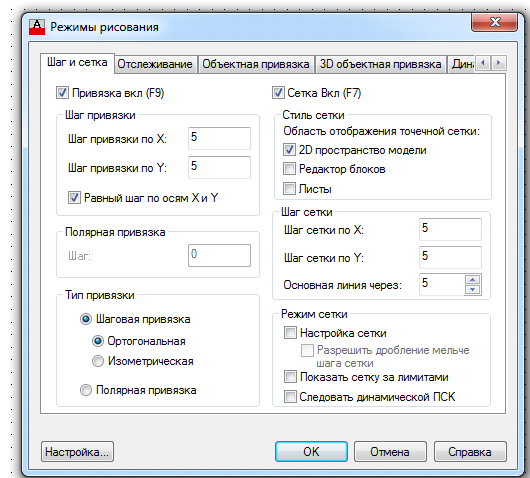 Режимы рисования
Шаг и сетка
Отслеживание
Объектная привязка
3D объектная привязка
Привязка вкл (F9)
Шаг привязки
Шаг привязки по X:
5
Шаг привязки по Y:
5
Равный шаг по осям X и Y
Полярная привязка
Шаг:
0
Тип привязки
Шаговая привязка
Ортогональная
Изометрическая
Полярная привязка
Сетка Вкл (F7)
Стиль сетки
Область отображения точечной сетки:
2D пространство модели
Редактор блоков
Листы
Шаг сетки
Шаг сетки по X:
5
Шаг сетки по Y:
5
Основная линия через:
5
Режим сетки
Настройка сетки
Разрешить дробление мельче
шага сетки
Показать сетку за лимитами
Следовать динамической ПСК
Настройка...
OK
Отмена
Справка